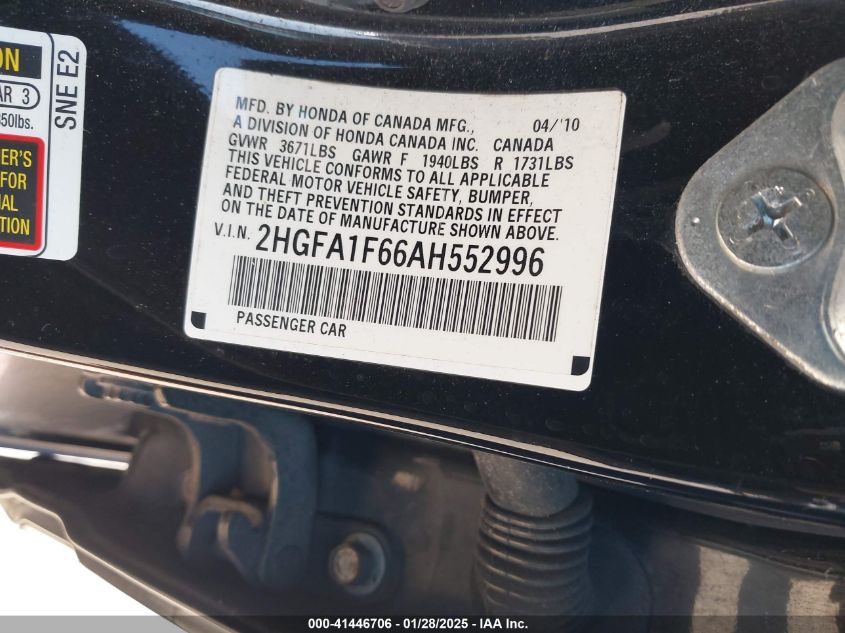 ON
AR 3
850lbs.
ER'S
FOR
AL
TION
SNE E2
MFD. BY HONDA OF CANADA MFG., 04/'10
A DIVISION OF HONDA CANADA INC. CANADA
GVWR 3671LBS GAWR F 1940LBS R 1731LBS
THIS VEHICLE CONFORMS TO ALL APPLICABLE
FEDERAL MOTOR VEHICLE SAFETY, BUMPER,
AND THEFT PREVENTION STANDARDS IN EFFECT
ON THE DATE OF MANUFACTURE SHOWN ABOVE.
V.I.N. 2HGFA1F66AH552996
PASSENGER CAR
000-41446706 | 01/28/2025 | IAA Inc.